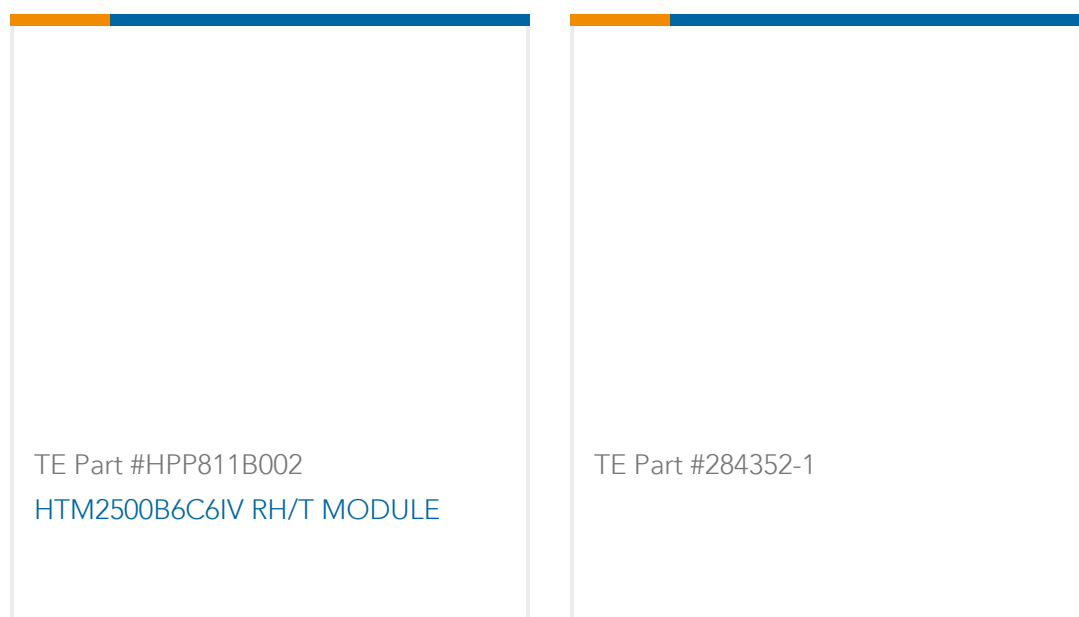 TE Part #HPP811B002
HTM2500B6C6IV RH/T MODULE
TE Part #284352-1